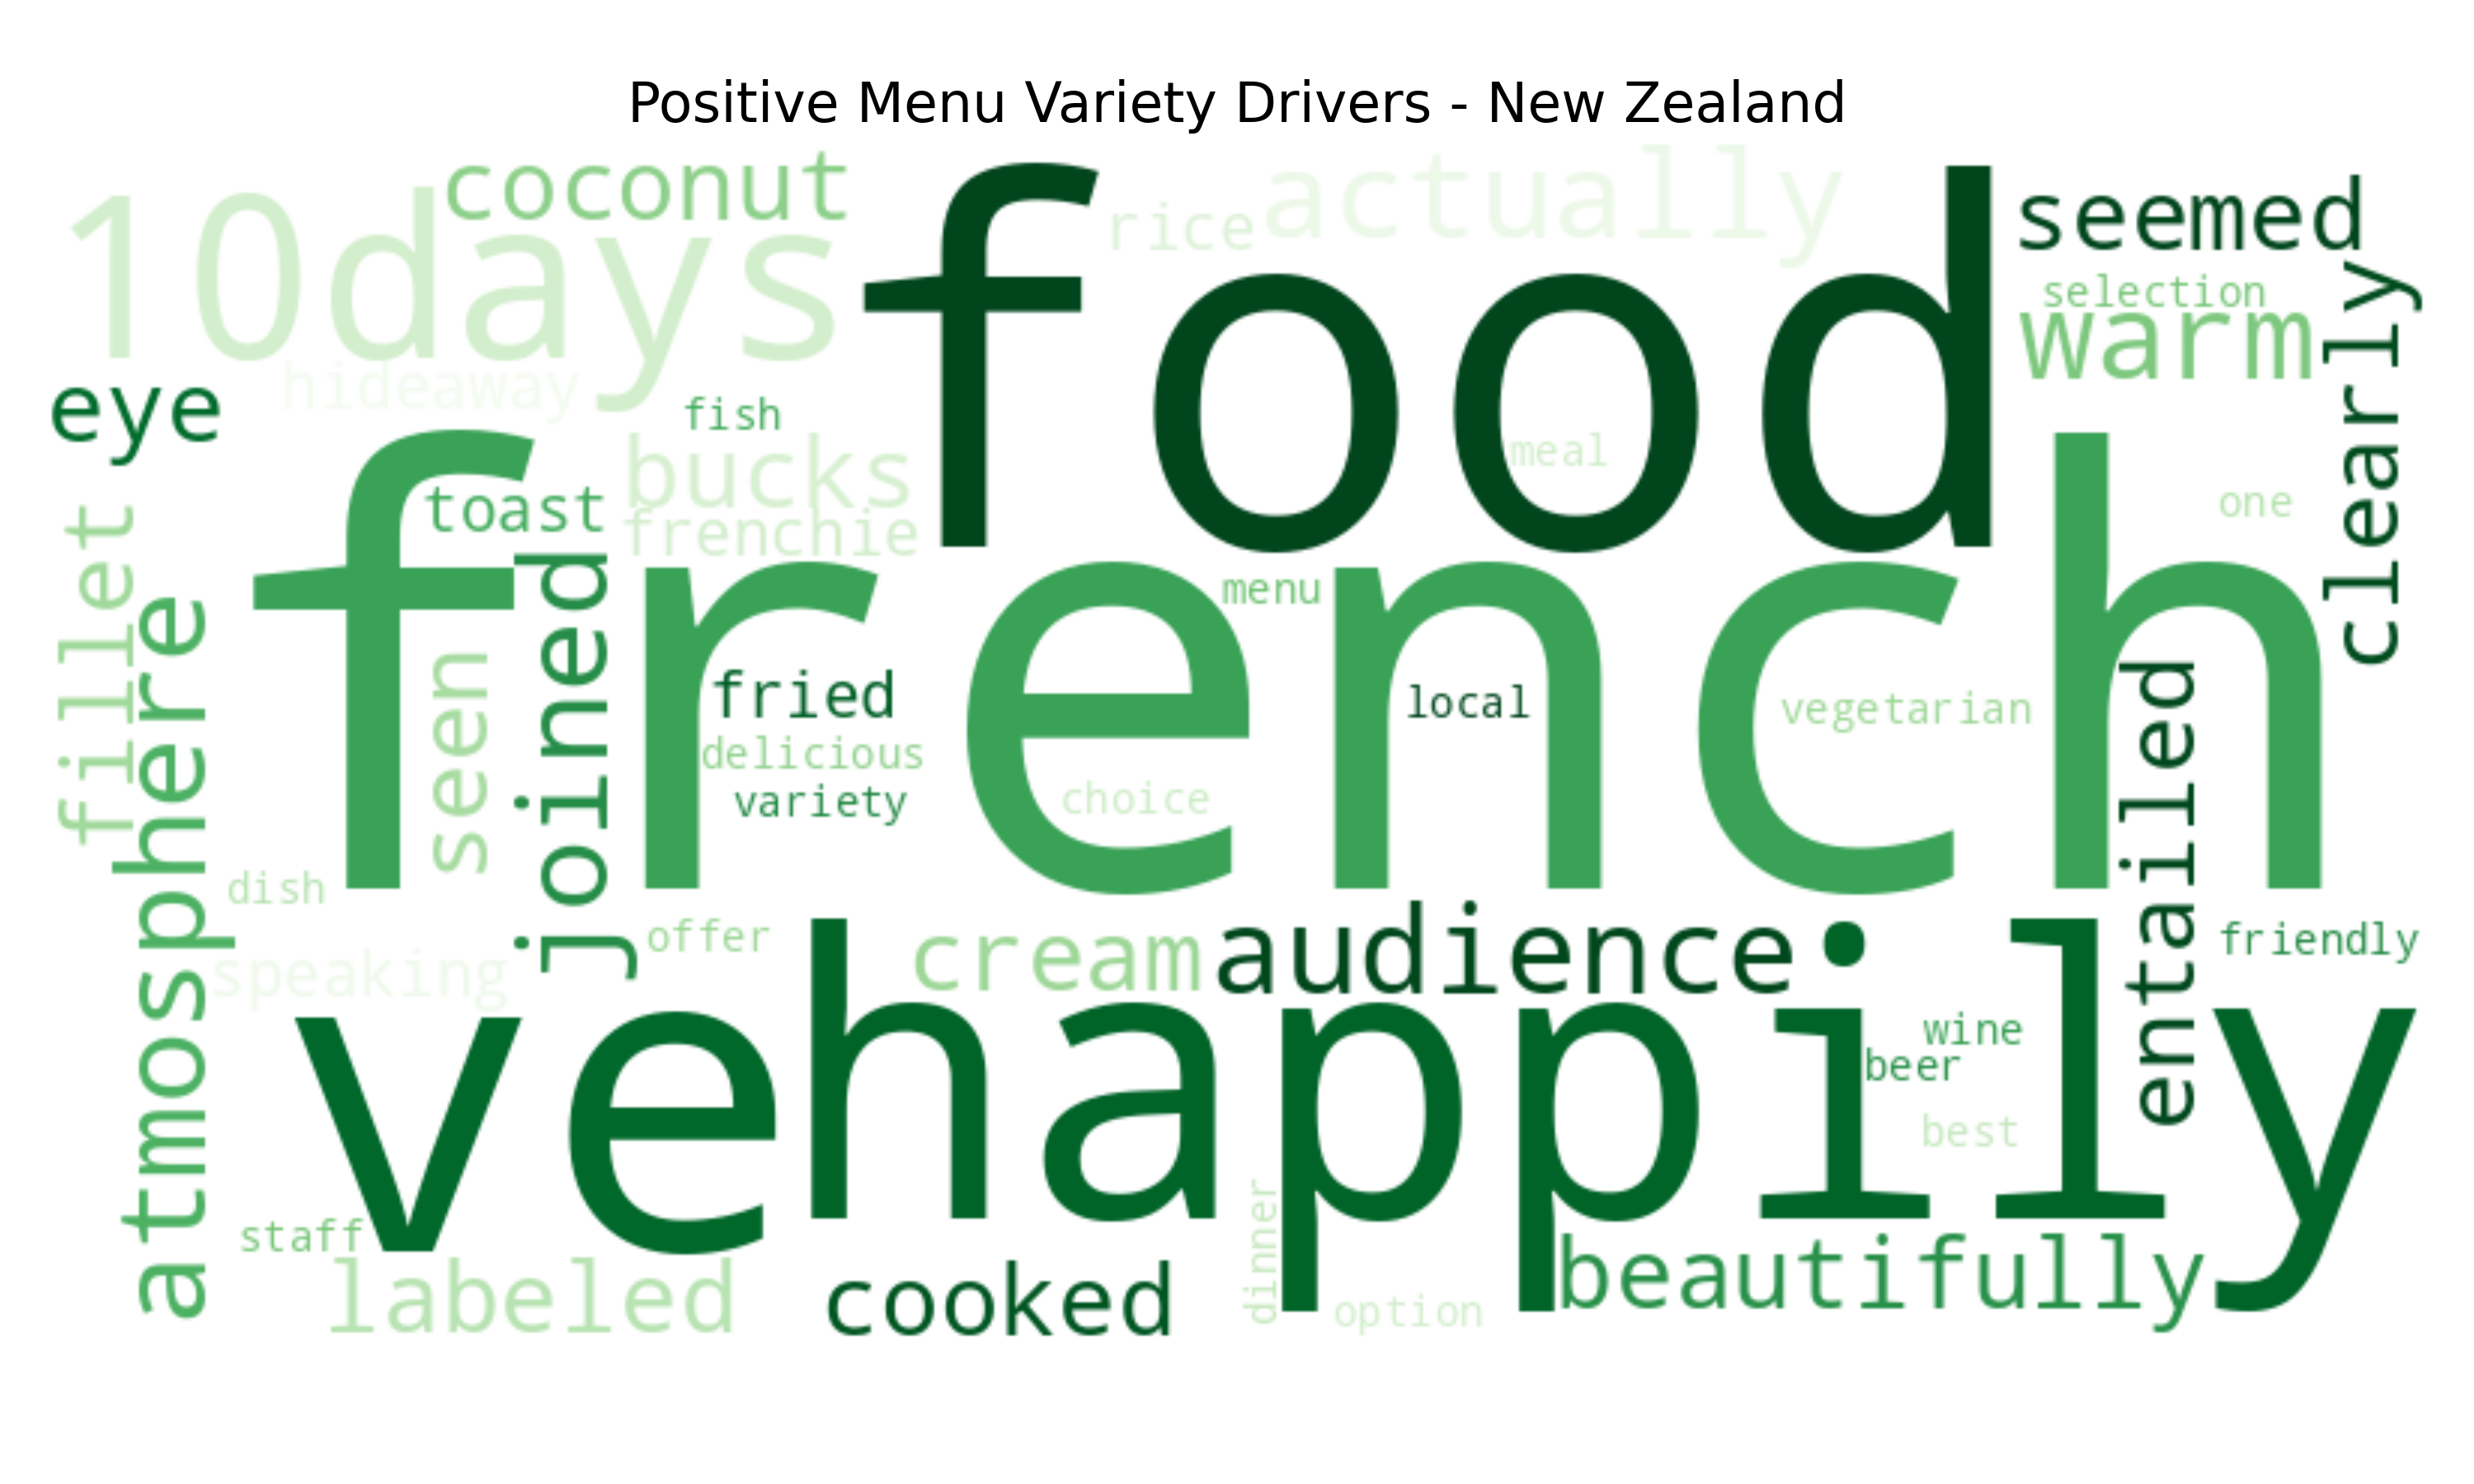 Positive Menu Variety Drivers - New Zealand
coconut
10days
food
rice
actually
seemed
selection
warm
clearly
hideaway
eye
fish
bucks
meal
toast
frenchie
one
fillet
french
menu
joined
atmosphere
seen
fried
local
vegetarian
delicious
variety
choice
entailed
dish
offer
cream
audience
friendly
speaking
ve
happily
wine
beer
best
dinner
staff
labeled
cooked
option
beautifully